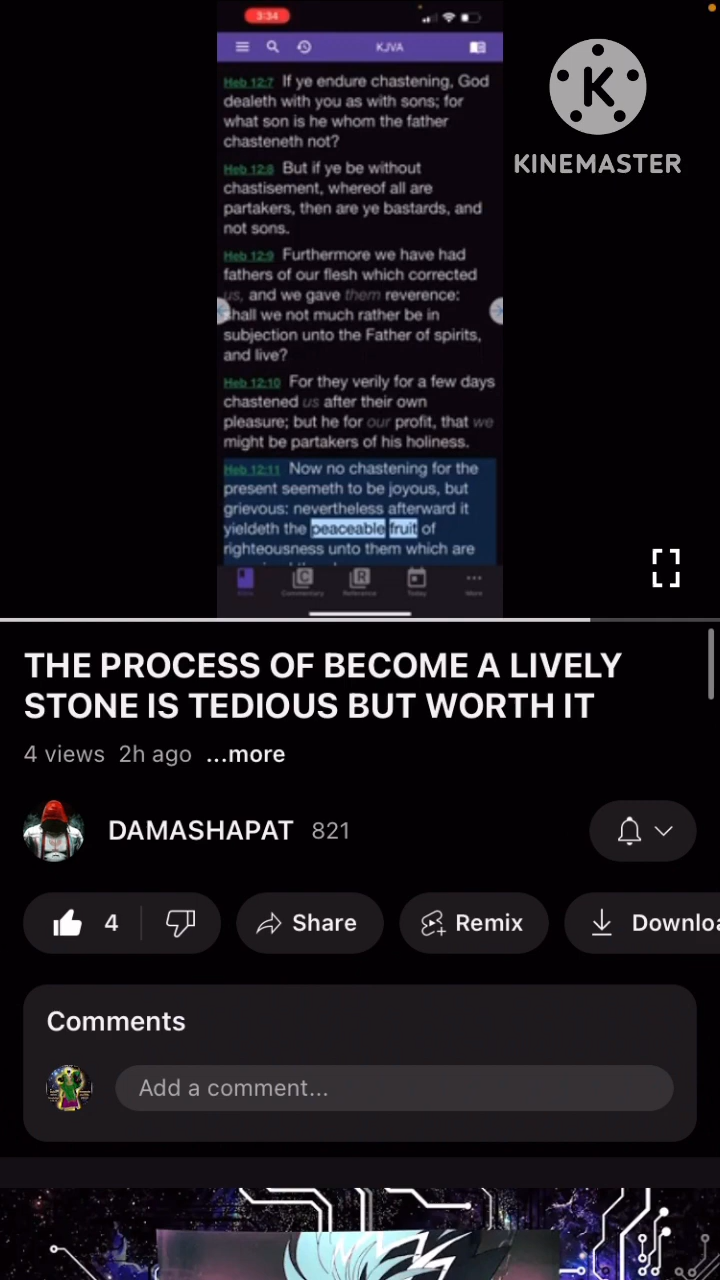 3:34
KJVA
Heb 12:7 If ye endure chastening, God
dealeth with you as with sons; for
what son is he whom the father
chasteneth not?
Heb 12:8 But if ye be without
chastisement, whereof all are
partakers, then are ye bastards, and
not sons.
Heb 12:9 Furthermore we have had
fathers of our flesh which corrected
us, and we gave them reverence:
shall we not much rather be in
subjection unto the Father of spirits,
and live?
Heb 12:10 For they verily for a few days
chastened us after their own
pleasure; but he for our profit, that we
might be partakers of his holiness.
Heb 12:11 Now no chastening for the
present seemeth to be joyous, but
grievous: nevertheless afterward it
yieldeth the peaceable fruit of
righteousness unto them which are
Commentary Reference Today More
K
KINEMASTER
THE PROCESS OF BECOME A LIVELY
STONE IS TEDIOUS BUT WORTH IT
4 views 2h ago ...more
DAMASHAPAT 821
4 Share Remix Downloa
Comments
Add a comment...